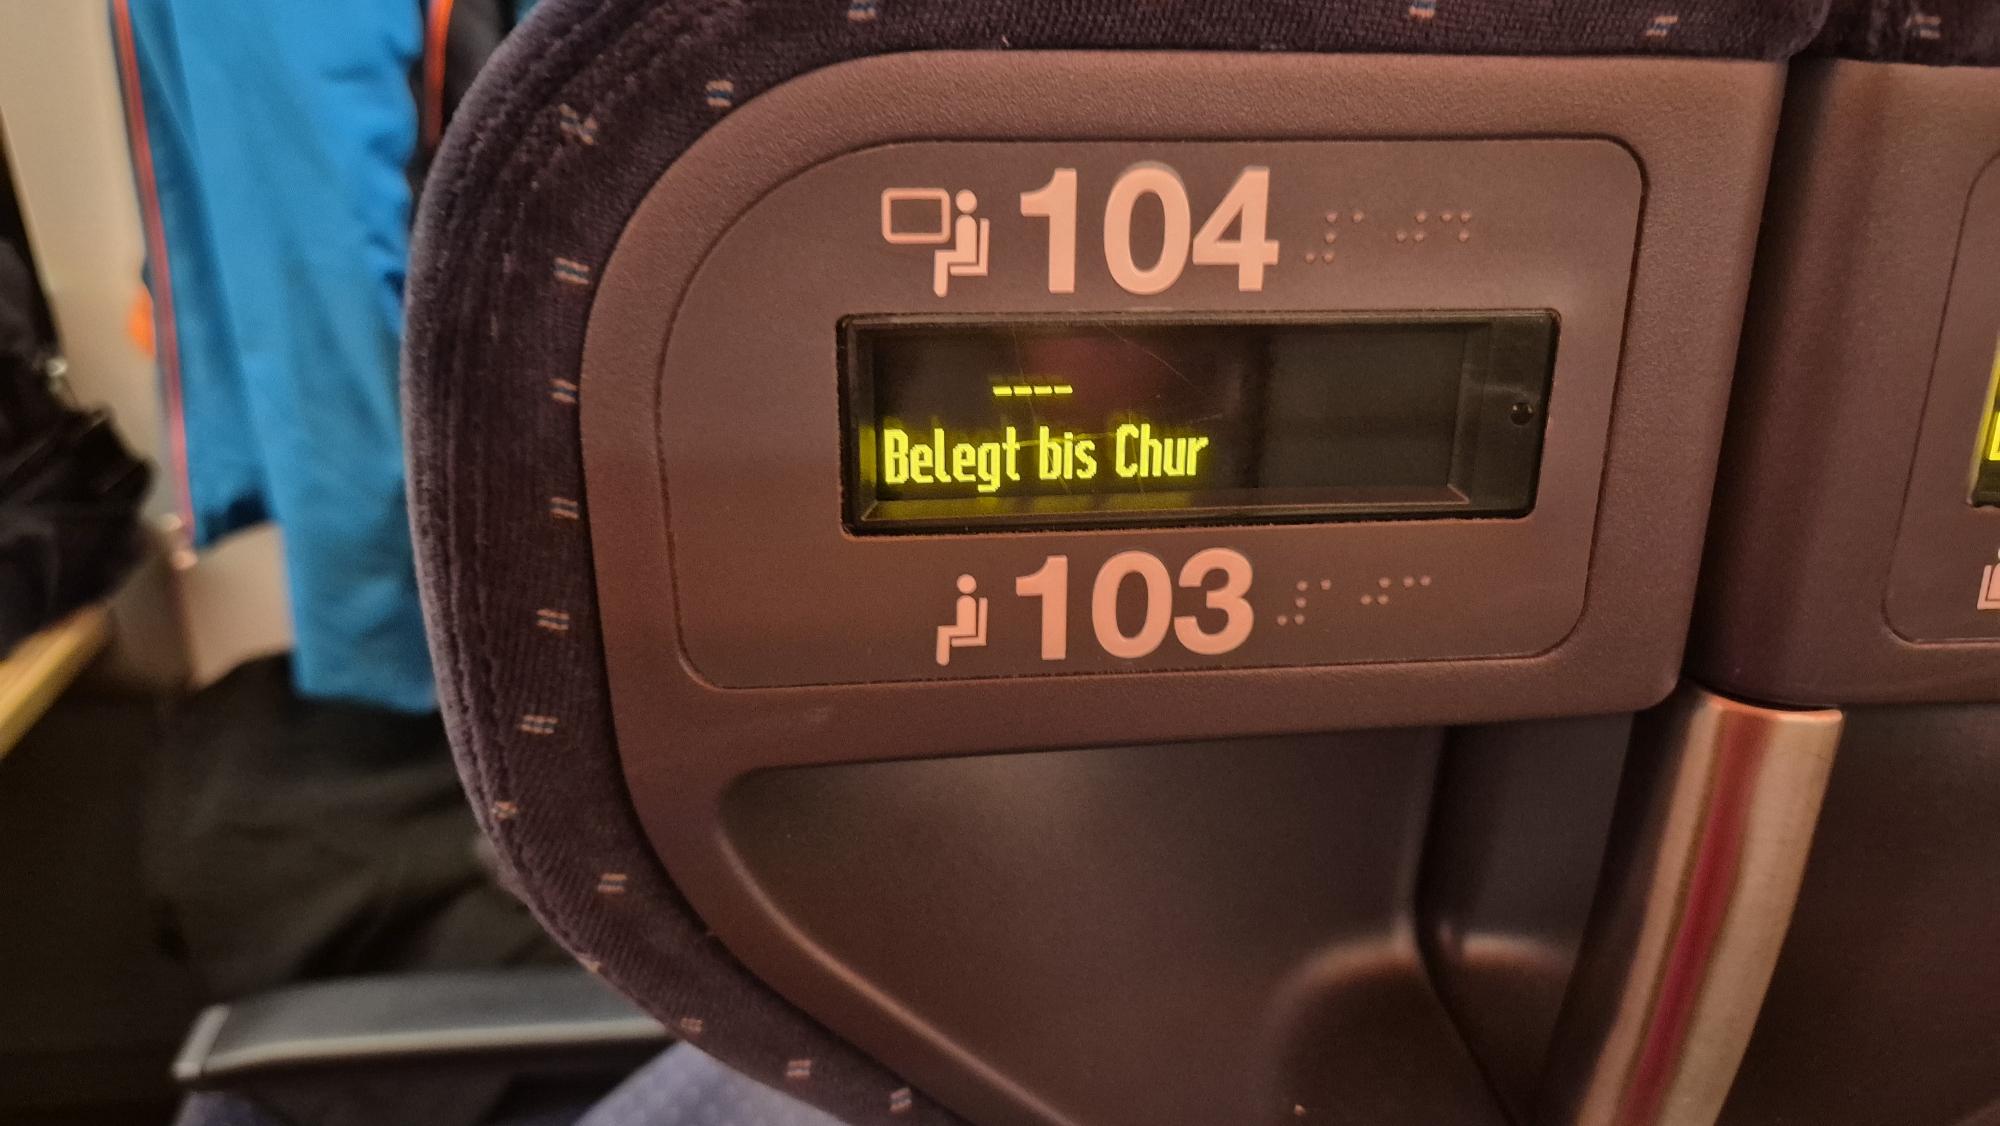 104
----
Belegt bis Chur
103